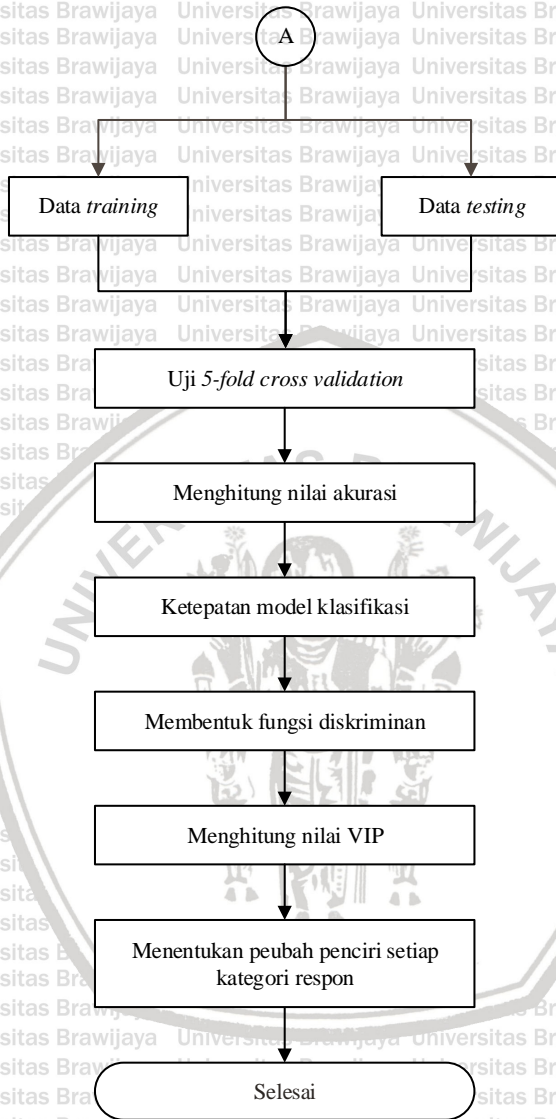 A
Data training
Data testing
Uji 5-fold cross validation
Menghitung nilai akurasi
Ketepatan model klasifikasi
Membentuk fungsi diskriminan
Menghitung nilai VIP
Menentukan peubah penciri setiap
kategori respon
Selesai